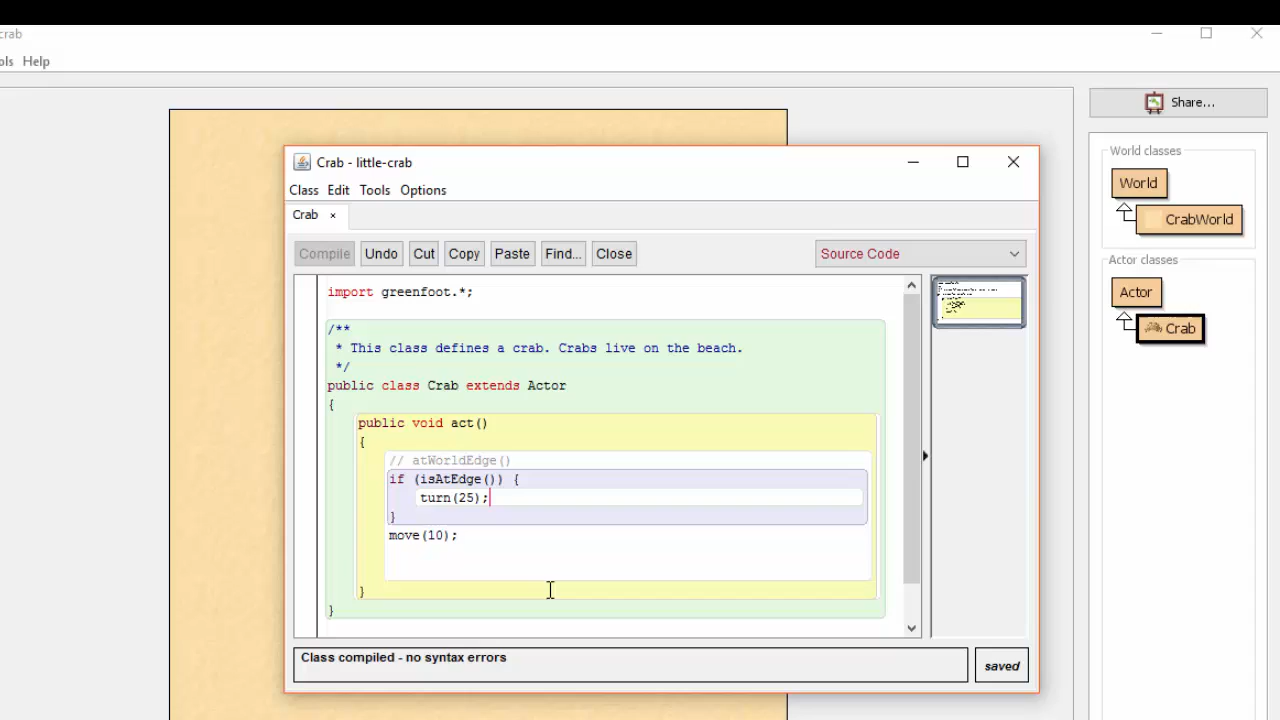 crab
ols Help
Share...
World classes
World
CrabWorld
Actor classes
Actor
Crab
Crab - little-crab
Class Edit Tools Options
Crab ×
Compile Undo Cut Copy Paste Find... Close Source Code
import greenfoot.*;
/**
* This class defines a crab. Crabs live on the beach.
*/
public class Crab extends Actor
{
public void act()
{
// atWorldEdge()
if (isAtEdge()) {
turn(25);
}
move(10);
}
}
Class compiled - no syntax errors
saved